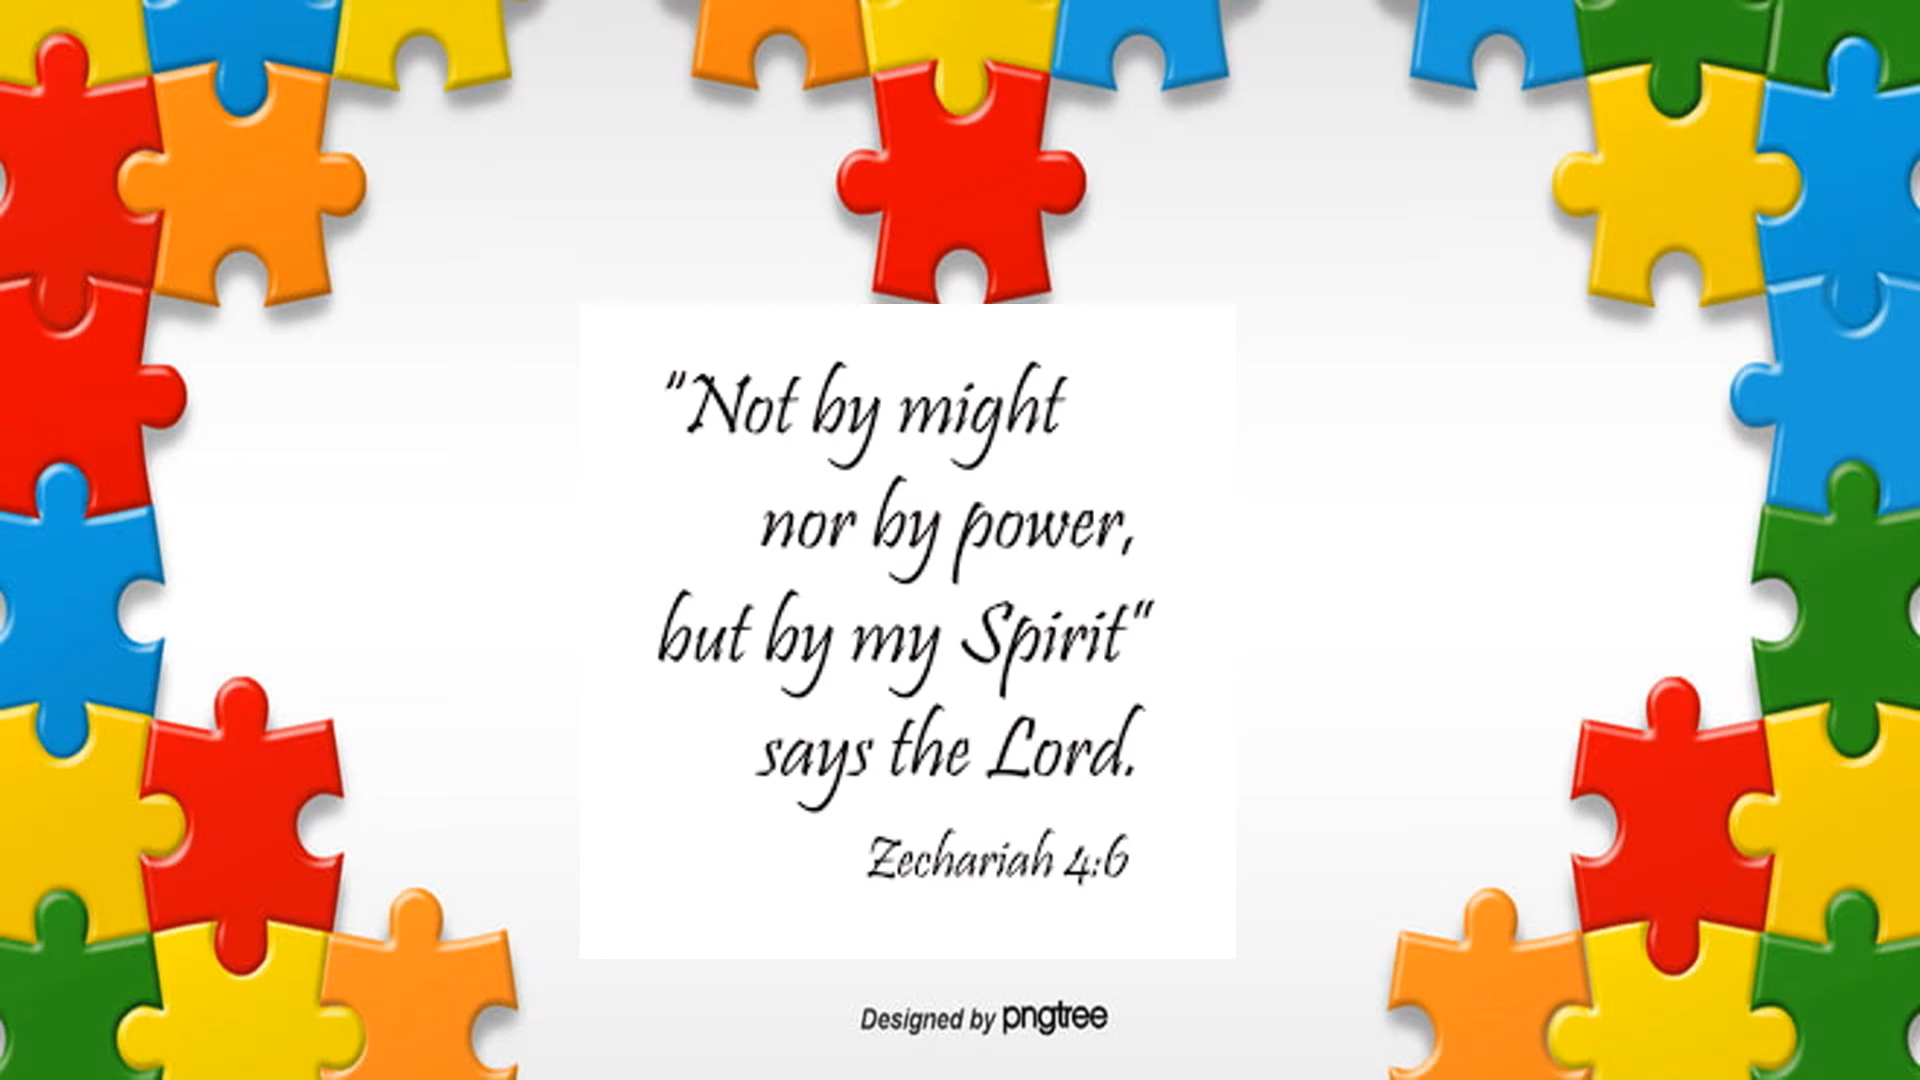 "Not by might
nor by power,
but by my Spirit"
says the Lord.
Zechariah 4:6
Designed by pngtree